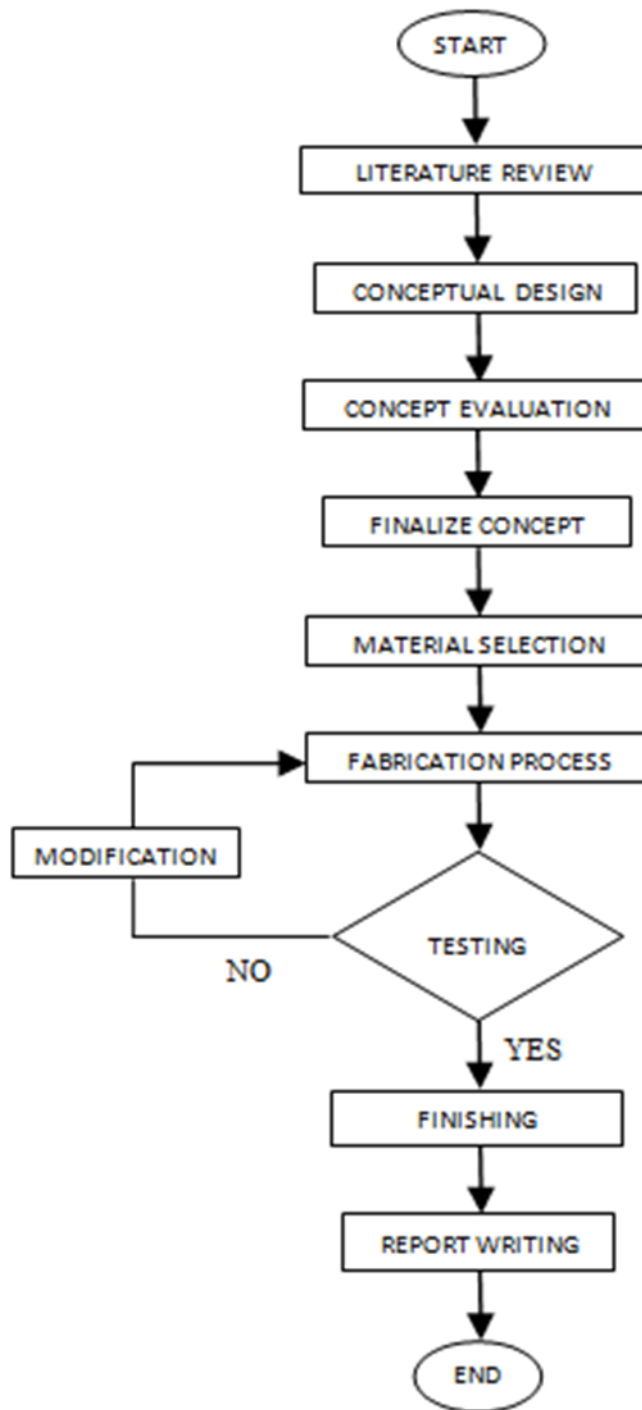 START
LITERATURE REVIEW
CONCEPTUAL DESIGN
CONCEPT EVALUATION
FINALIZE CONCEPT
MATERIAL SELECTION
FABRICATION PROCESS
MODIFICATION
TESTING
NO
YES
FINISHING
REPORT WRITING
END